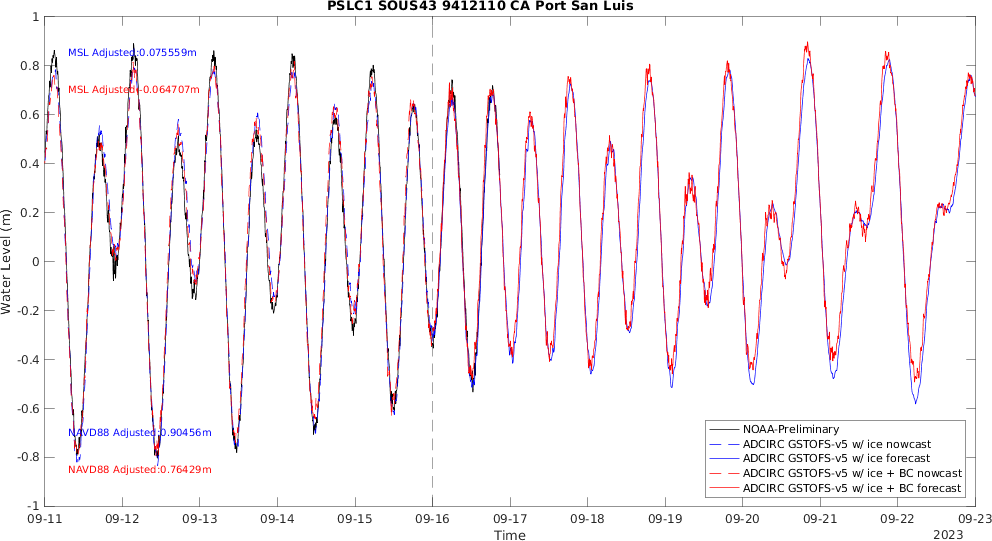 PSLC1 SOUS43 9412110 CA Port San Luis
1
0.8
0.6
0.4
0.2
0
-0.2
-0.4
-0.6
-0.8
-1
Water Level (m)
MSL Adjusted:0.075559m
MSL Adjusted:-0.064707m
NAVD88 Adjusted:0.90456m
NAVD88 Adjusted:0.76429m
NOAA-Preliminary
ADCIRC GSTOFS-v5 w/ ice nowcast
ADCIRC GSTOFS-v5 w/ ice forecast
ADCIRC GSTOFS-v5 w/ ice + BC nowcast
ADCIRC GSTOFS-v5 w/ ice + BC forecast
09-11 09-12 09-13 09-14 09-15 09-16 09-17 09-18 09-19 09-20 09-21 09-22 09-23
Time
2023